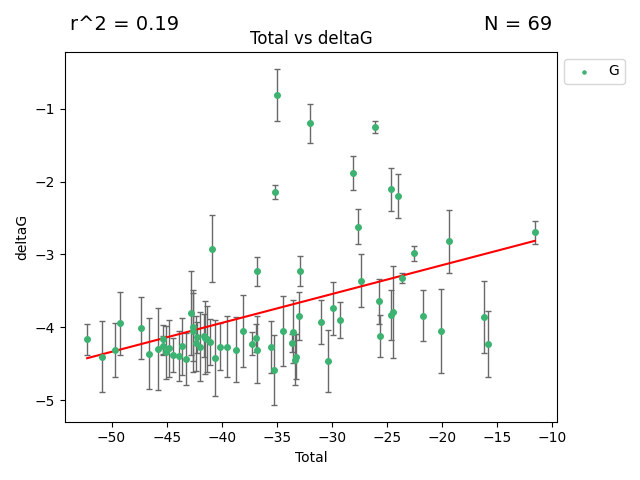 r^2 = 0.19
N = 69
Total vs deltaG
G
deltaG
−1
−2
−3
−4
−5
−50
−45
−40
−35
−30
−25
−20
−15
−10
Total